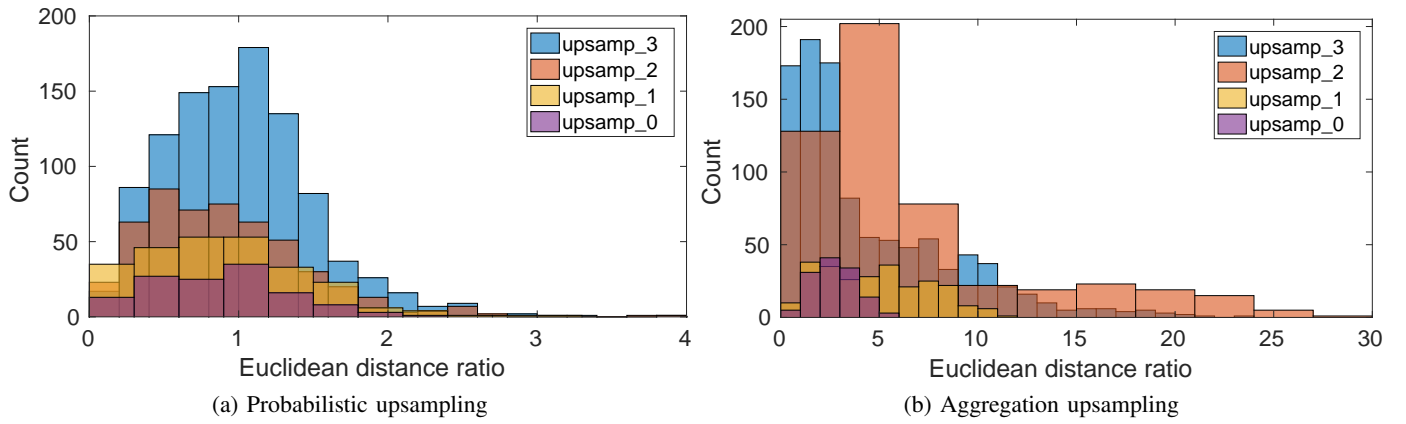 200
150
100
50
0
Count
0
1
2
3
4
Euclidean distance ratio
upsamp_3
upsamp_2
upsamp_1
upsamp_0
(a) Probabilistic upsampling
200
150
100
50
0
Count
0
5
10
15
20
25
30
Euclidean distance ratio
upsamp_3
upsamp_2
upsamp_1
upsamp_0
(b) Aggregation upsampling